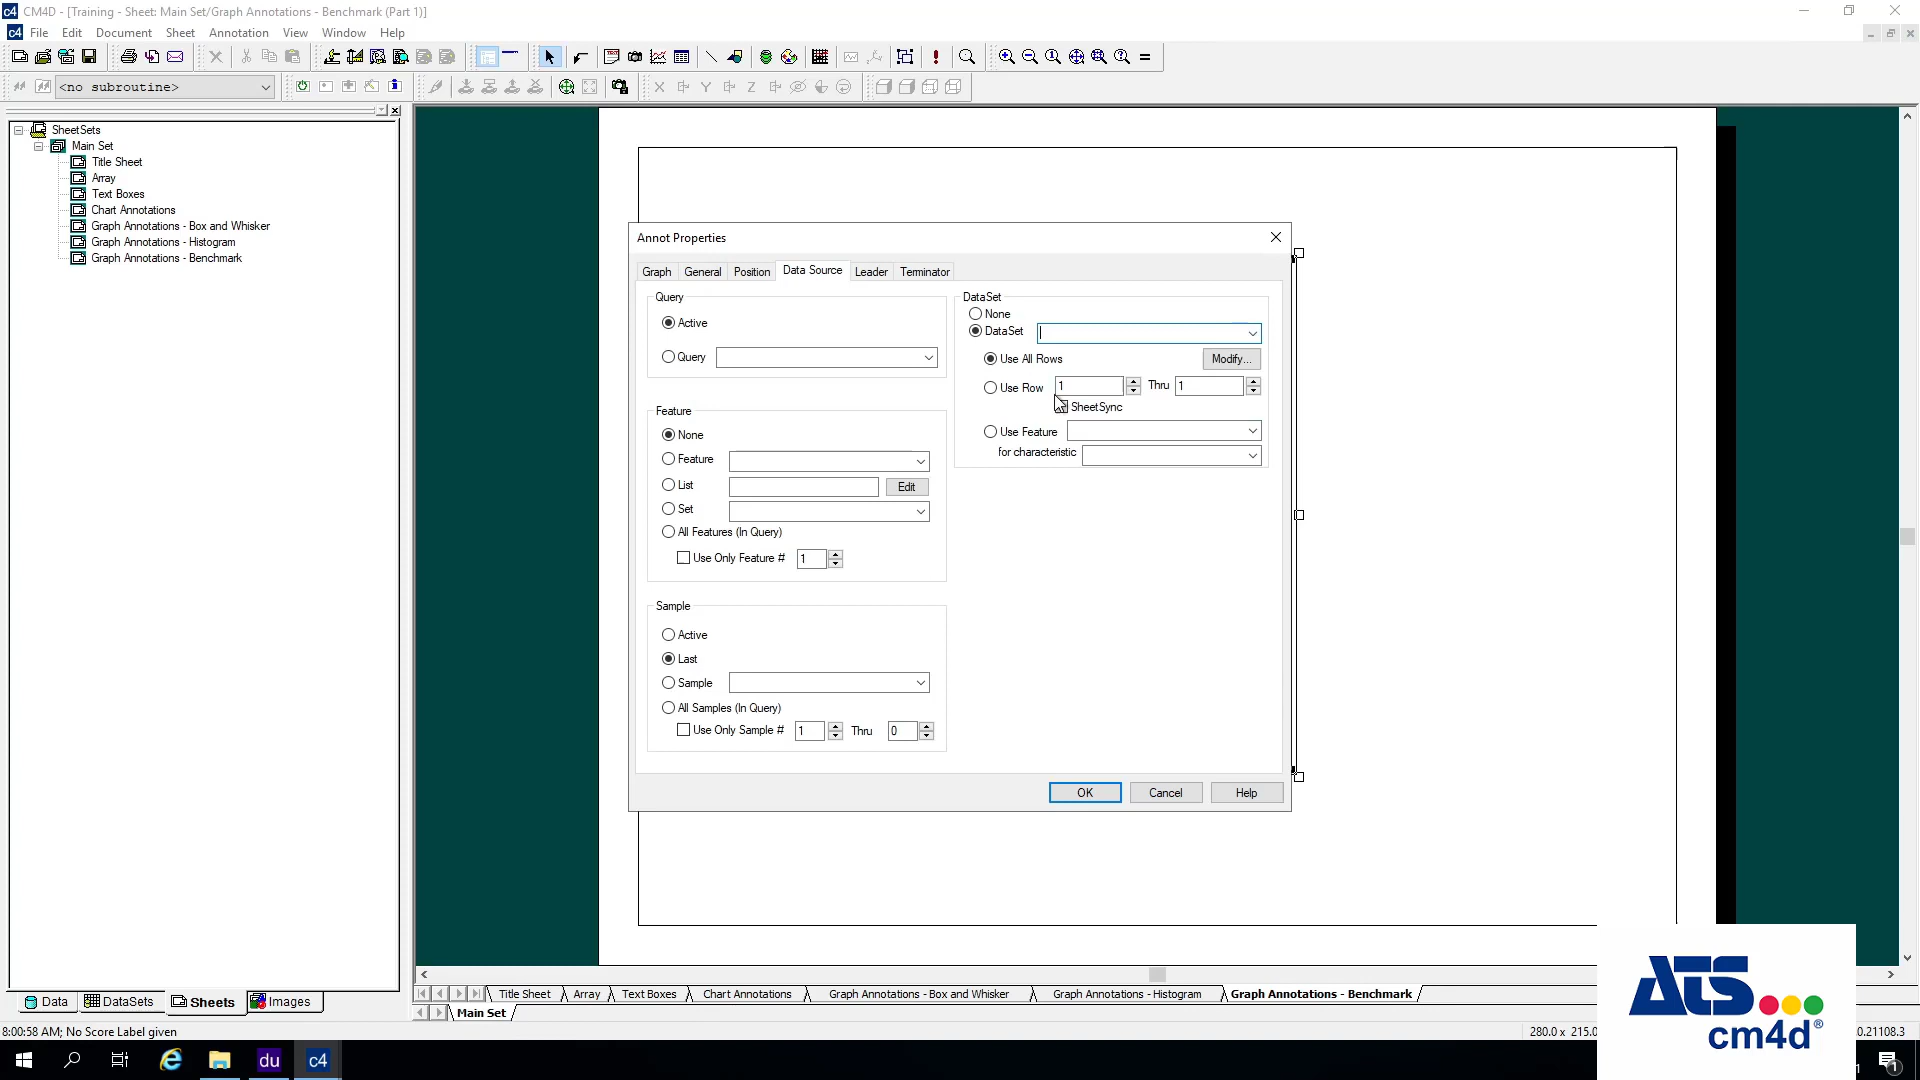 CM4D - [Training - Sheet: Main Set/Graph Annotations - Benchmark (Part 1)]
File Edit Document Sheet Annotation View Window Help
<no subroutine>
SheetSets
Main Set
Title Sheet
Array
Text Boxes
Chart Annotations
Graph Annotations - Box and Whisker
Graph Annotations - Histogram
Graph Annotations - Benchmark
Annot Properties
Graph General Position Data Source Leader Terminator
Query
Active
Query
Feature
None
Feature
List Edit
Set
All Features (In Query)
Use Only Feature # 1
Sample
Active
Last
Sample
All Samples (In Query)
Use Only Sample # 1 Thru 0
DataSet
None
DataSet
Use All Rows Modify...
Use Row 1 Thru 1
SheetSync
Use Feature
for characteristic
OK Cancel Help
Data DataSets Sheets Images
Title Sheet Array Text Boxes Chart Annotations Graph Annotations - Box and Whisker Graph Annotations - Histogram Graph Annotations - Benchmark
Main Set
8:00:58 AM; No Score Label given
280.0 x 215.0
0.21108.3
ATS
cm4d®
du c4
1